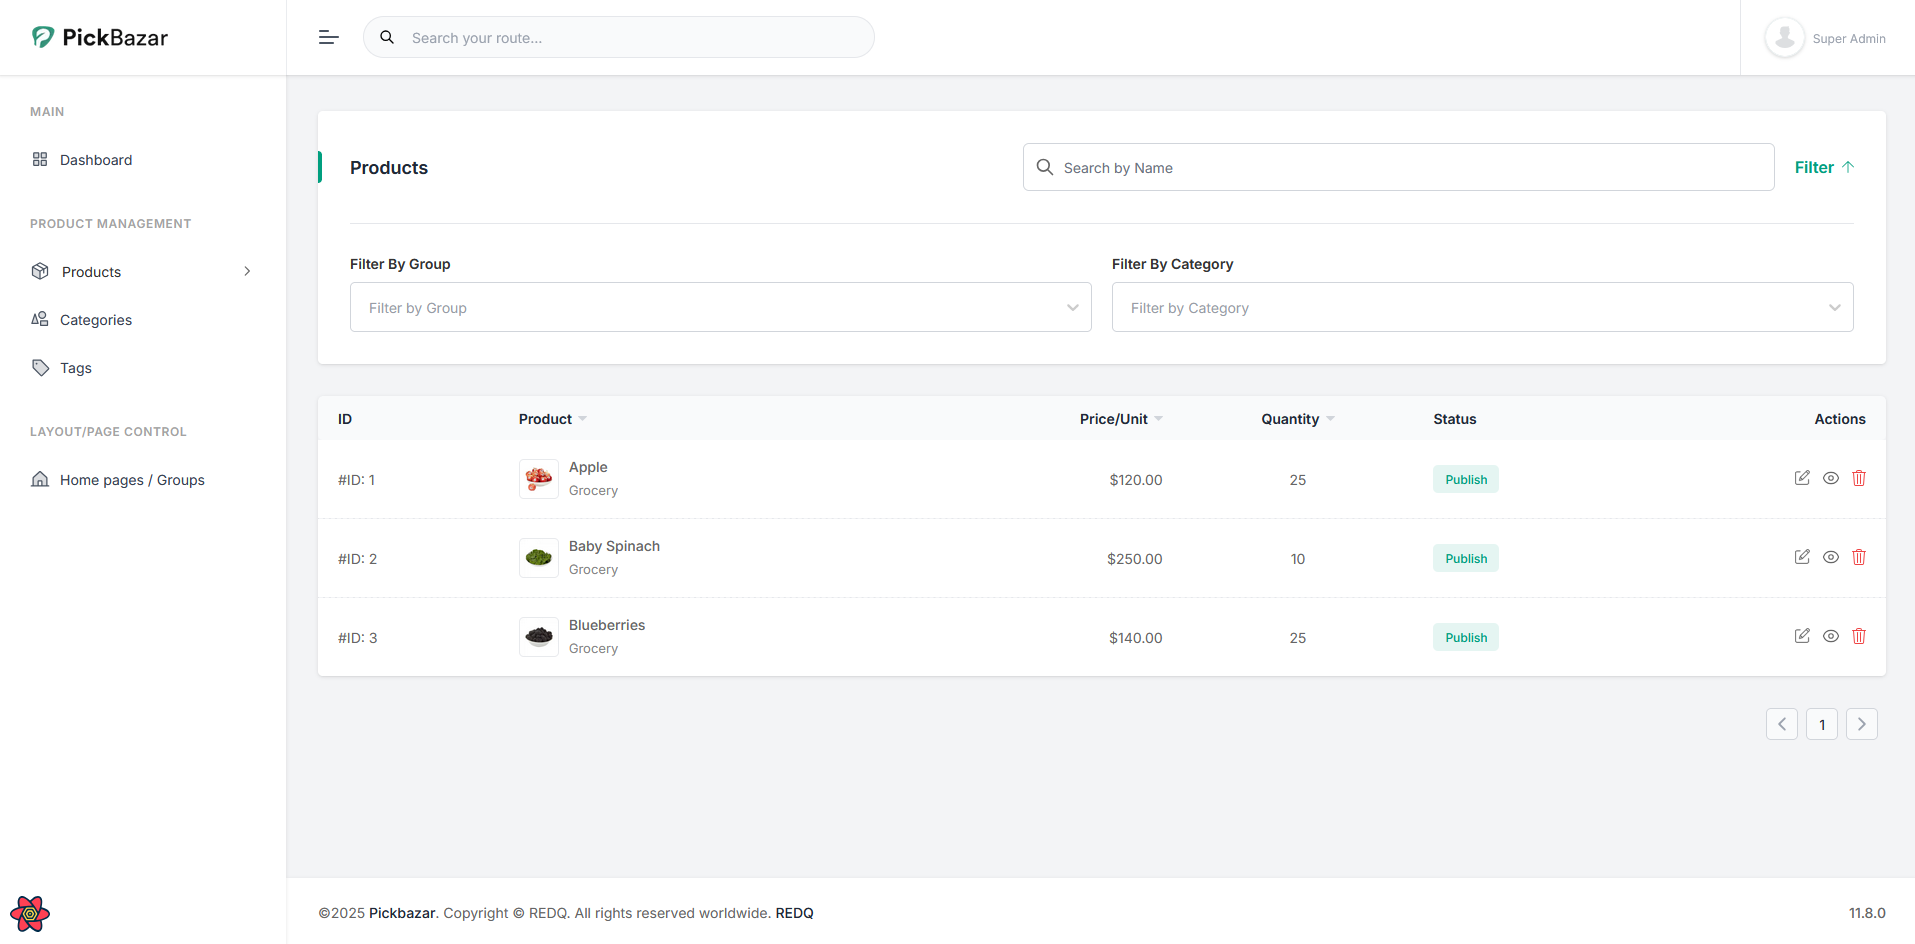 PickBazar
Search your route...
Super Admin
MAIN
Dashboard
PRODUCT MANAGEMENT
Products
Categories
Tags
LAYOUT/PAGE CONTROL
Home pages / Groups
Products
Search by Name
Filter
Filter By Group
Filter by Group
Filter By Category
Filter by Category
ID Product Price/Unit Quantity Status Actions
#ID: 1 Apple Grocery $120.00 25 Publish
#ID: 2 Baby Spinach Grocery $250.00 10 Publish
#ID: 3 Blueberries Grocery $140.00 25 Publish
1
©2025 Pickbazar. Copyright © REDQ. All rights reserved worldwide. REDQ
11.8.0